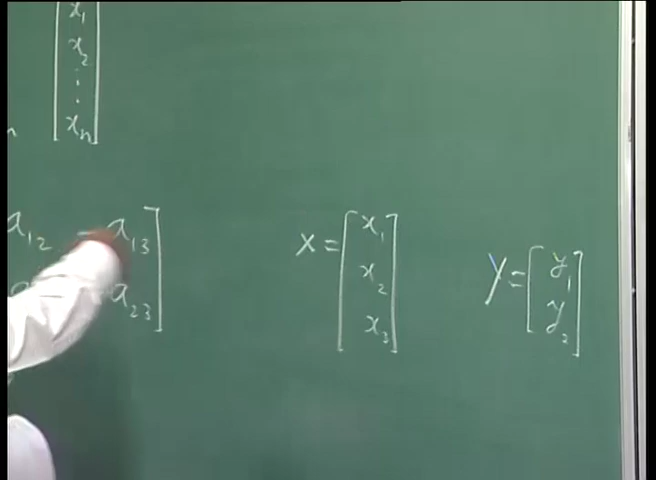 x₁
x₂
⋮
xₙ
n
a₁₂ a₁₃
a₂₃
x = [x₁
x₂
x₃]
y = [y₁
y₂]